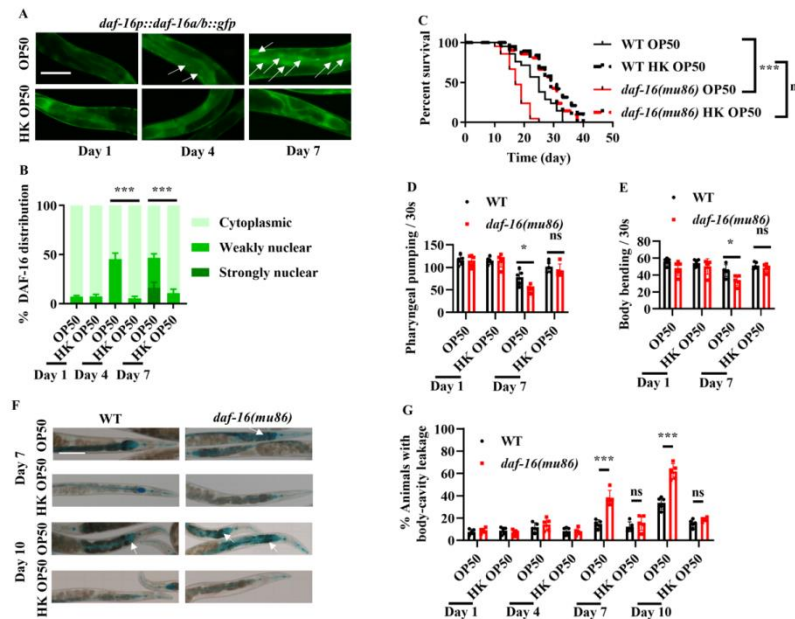 A
daf-16p::daf-16a/b::gfp
OP50
HK OP50
Day 1
Day 4
Day 7
B
***
***
% DAF-16 distribution
100
50
0
Cytoplasmic
Weakly nuclear
Strongly nuclear
OP50
HK OP50
OP50
HK OP50
OP50
HK OP50
Day 1
Day 4
Day 7
C
Percent survival
100
50
0
0
10
20
30
40
50
Time (day)
WT OP50
WT HK OP50
daf-16(mu86) OP50
daf-16(mu86) HK OP50
***
D
WT
daf-16(mu86)
Pharyngeal pumping / 30s
150
100
50
0
*
ns
OP50
HK OP50
OP50
HK OP50
Day 1
Day 7
E
WT
daf-16(mu86)
Body bending / 30s
80
60
40
20
0
*
ns
OP50
HK OP50
OP50
HK OP50
Day 1
Day 7
F
WT
daf-16(mu86)
Day 7
OP50
HK OP50
Day 10
OP50
HK OP50
G
WT
daf-16(mu86)
% Animals with
body-cavity leakage
100
80
60
40
20
0
***
ns
***
ns
OP50
HK OP50
OP50
HK OP50
OP50
HK OP50
OP50
HK OP50
Day 1
Day 4
Day 7
Day 10